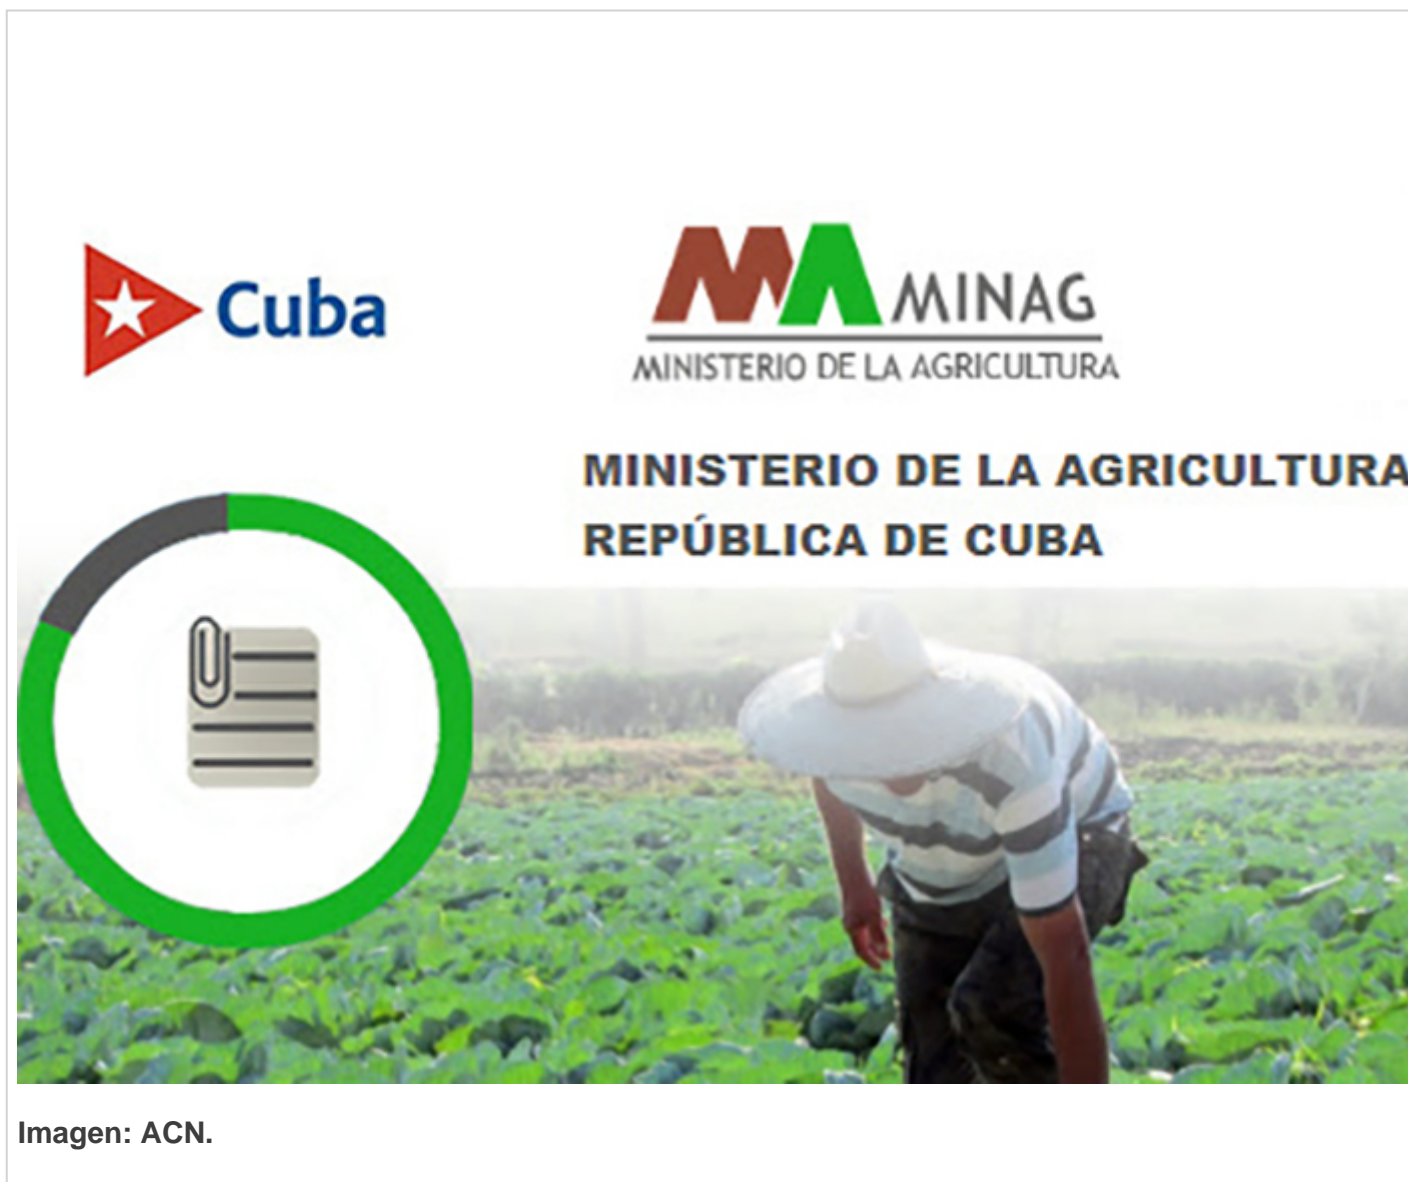 Cuba
MINAG
MINISTERIO DE LA AGRICULTURA
MINISTERIO DE LA AGRICULTURA
REPÚBLICA DE CUBA
Imagen: ACN.